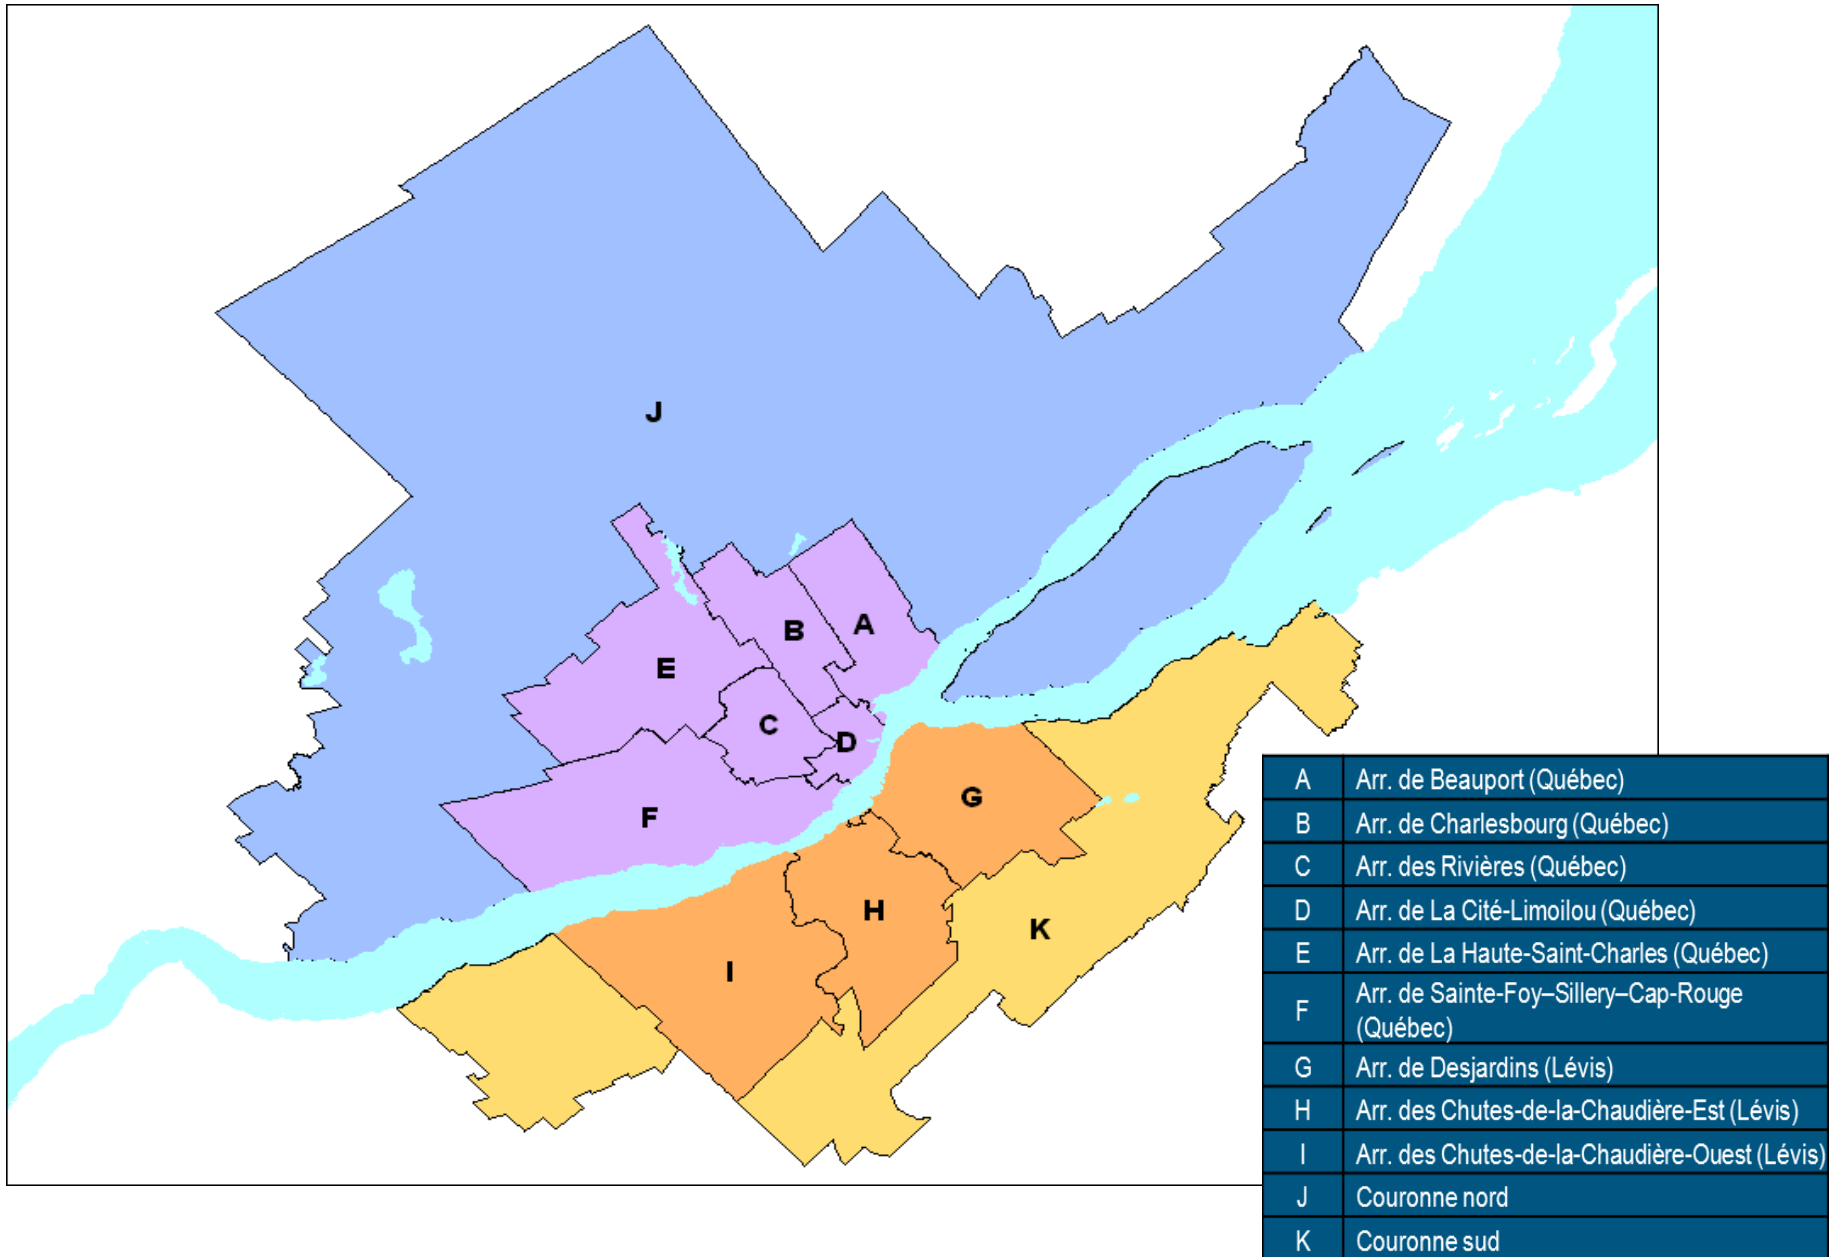 J
B
A
E
C
D
G
F
H
K
I
A Arr. de Beauport (Québec)
B Arr. de Charlesbourg (Québec)
C Arr. des Rivières (Québec)
D Arr. de La Cité-Limoilou (Québec)
E Arr. de La Haute-Saint-Charles (Québec)
F Arr. de Sainte-Foy–Sillery–Cap-Rouge
(Québec)
G Arr. de Desjardins (Lévis)
H Arr. des Chutes-de-la-Chaudière-Est (Lévis)
I Arr. des Chutes-de-la-Chaudière-Ouest (Lévis)
J Couronne nord
K Couronne sud